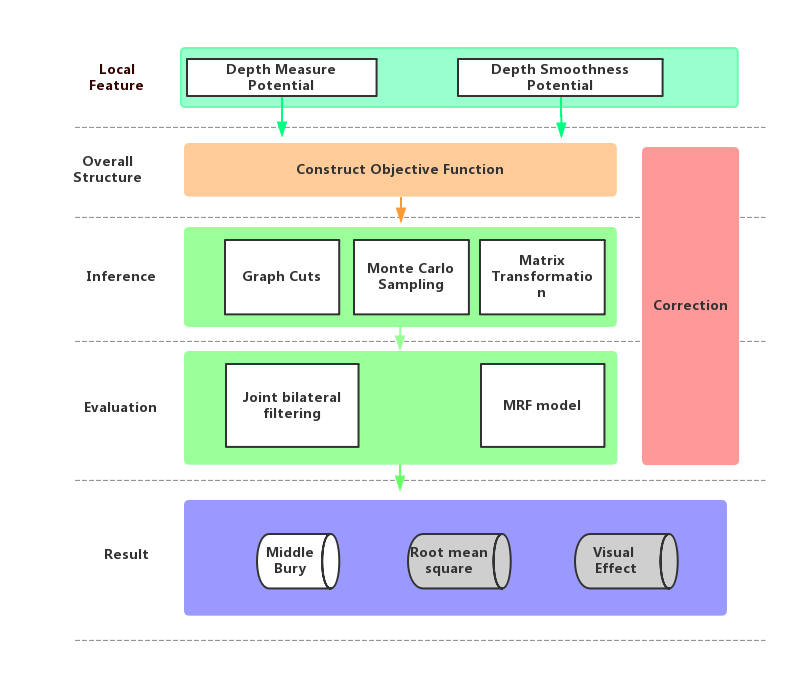 Local
Feature
Depth Measure
Potential
Depth Smoothness
Potential
Overall
Structure
Construct Objective Function
Correction
Inference
Graph Cuts
Monte Carlo
Sampling
Matrix
Transformatio
n
Evaluation
Joint bilateral
filtering
MRF model
Result
Middle
Bury
Root mean
square
Visual
Effect